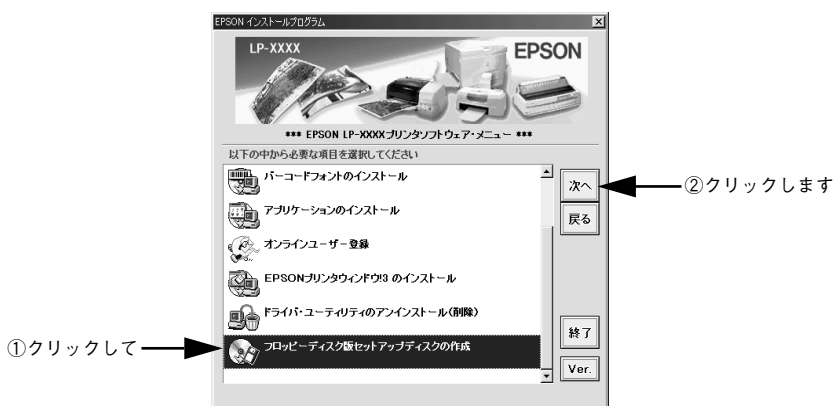 EPSON インストールプログラム
LP-XXXX
EPSON
*** EPSON LP-XXXXプリンタソフトウェア・メニュー ***
以下の中から必要な項目を選択してください
バーコードフォントのインストール
アプリケーションのインストール
オンラインユーザー登録
EPSONプリンタウィンドウ!3 のインストール
ドライバ・ユーティリティのアンインストール(削除)
フロッピーディスク版セットアップディスクの作成
次へ
戻る
終了
Ver.
①クリックして
②クリックします